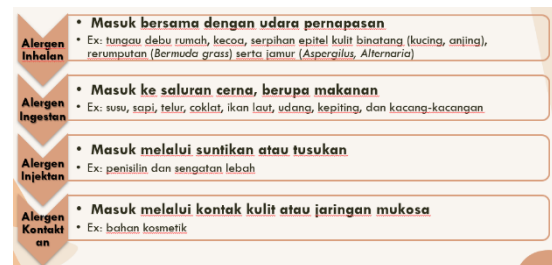 Alergen
Inhalan
• Masuk bersama dengan udara pernapasan
• Ex: tungau debu rumah, kecoa, serpihan epitel kulit binatang (kucing, anjing),
rerumputan (Bermuda grass) serta jamur (Aspergilus, Alternaria)
Alergen
Ingestan
• Masuk ke saluran cerna, berupa makanan
• Ex: susu, sapi, telur, coklat, ikan laut, udang, kepiting, dan kacang-kacangan
Alergen
Injektan
• Masuk melalui suntikan atau tusukan
• Ex: penisilin dan sengatan lebah
Alergen
Kontakt
an
• Masuk melalui kontak kulit atau jaringan mukosa
• Ex: bahan kosmetik